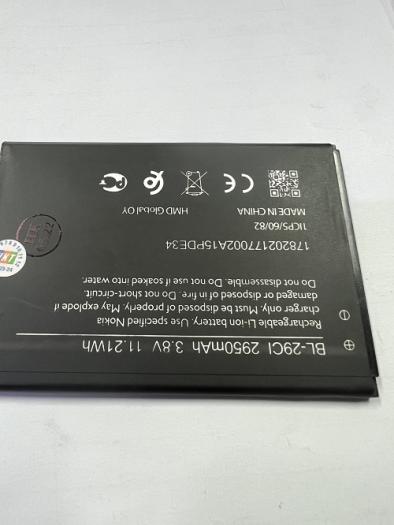 BL-29CI 2950mAh 3.8V 11.21Wh
Rechargeable Li-ion battery. Use specified Nokia
charger only. Must be disposed of properly. May explode if
damaged or disposed of in fire. Do not short-circuit.
Do not disassemble. Do not use if soaked into water.
178202177002A15PDE34
1ICP5/60/82
HMD Global OY
MADE IN CHINA